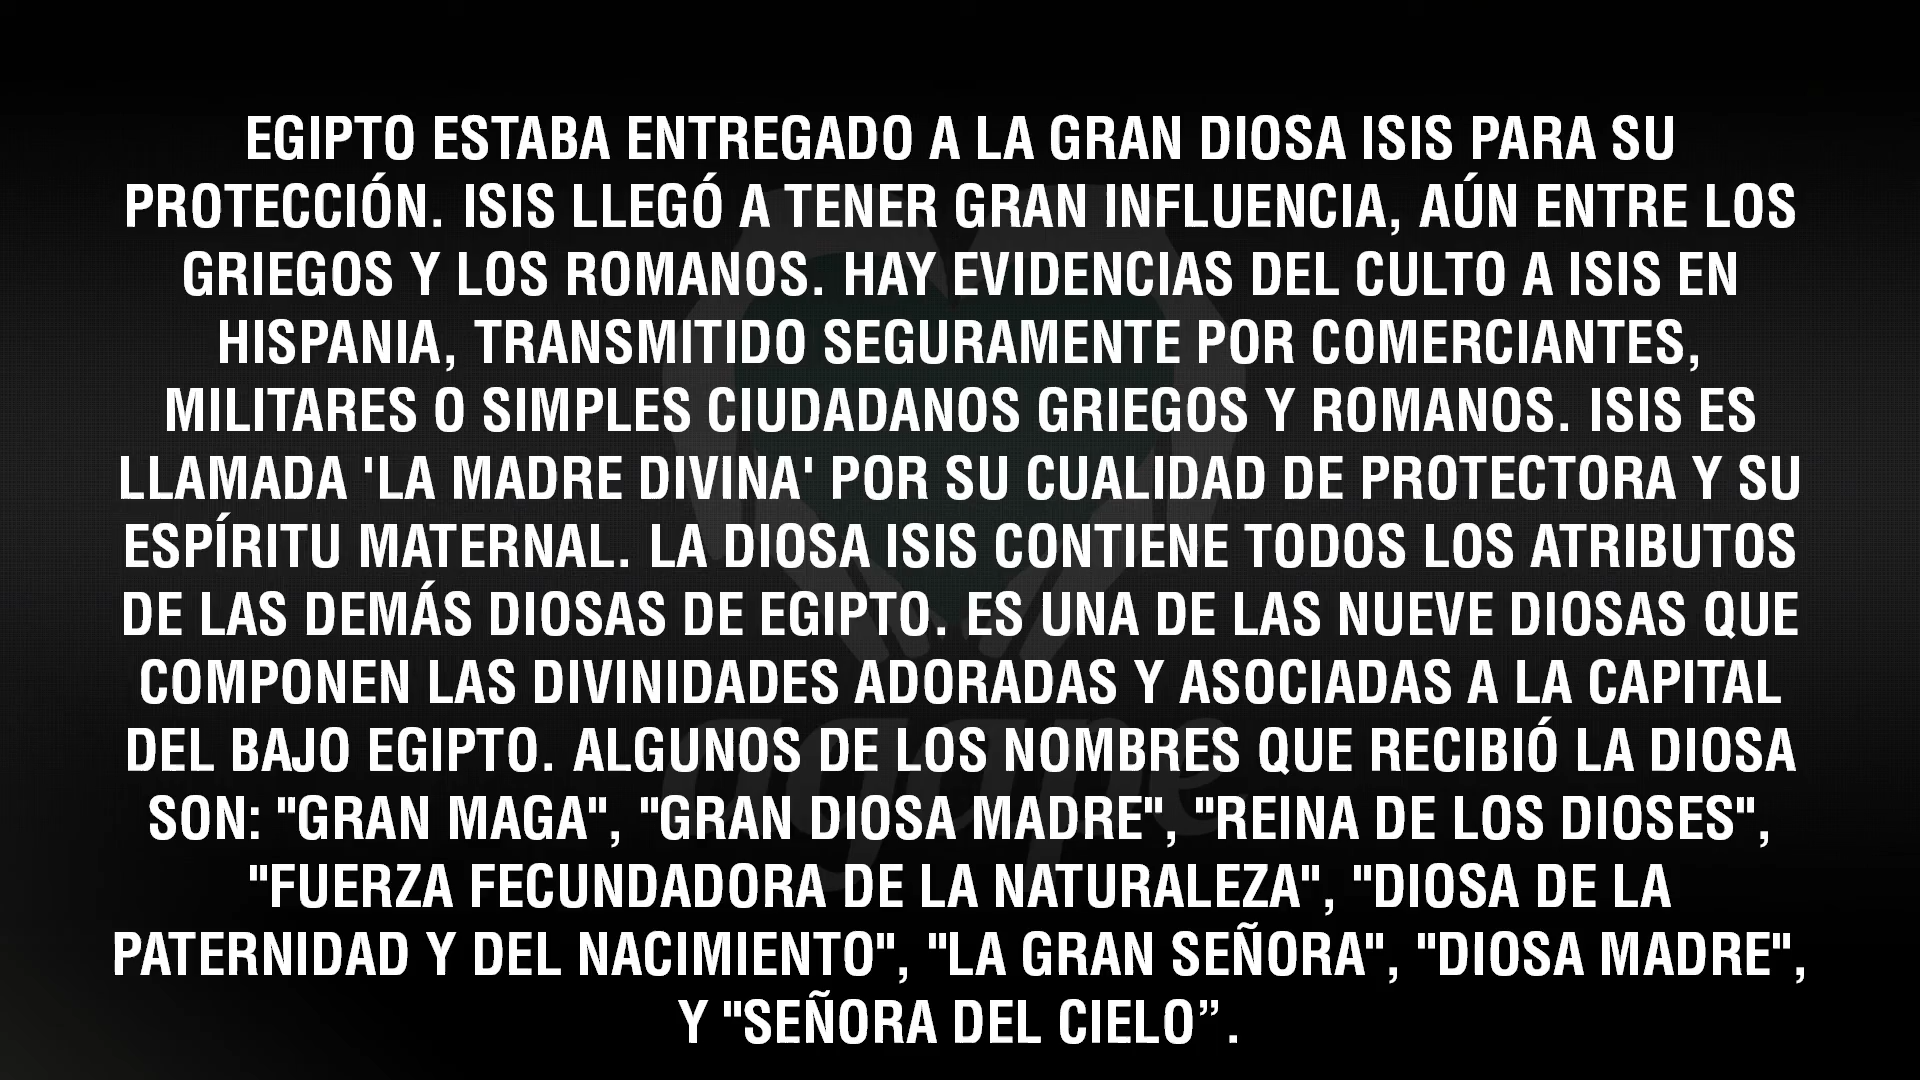 EGIPTO ESTABA ENTREGADO A LA GRAN DIOSA ISIS PARA SU
PROTECCIÓN. ISIS LLEGÓ A TENER GRAN INFLUENCIA, AÚN ENTRE LOS
GRIEGOS Y LOS ROMANOS. HAY EVIDENCIAS DEL CULTO A ISIS EN
HISPANIA, TRANSMITIDO SEGURAMENTE POR COMERCIANTES,
MILITARES O SIMPLES CIUDADANOS GRIEGOS Y ROMANOS. ISIS ES
LLAMADA 'LA MADRE DIVINA' POR SU CUALIDAD DE PROTECTORA Y SU
ESPÍRITU MATERNAL. LA DIOSA ISIS CONTIENE TODOS LOS ATRIBUTOS
DE LAS DEMÁS DIOSAS DE EGIPTO. ES UNA DE LAS NUEVE DIOSAS QUE
COMPONEN LAS DIVINIDADES ADORADAS Y ASOCIADAS A LA CAPITAL
DEL BAJO EGIPTO. ALGUNOS DE LOS NOMBRES QUE RECIBIÓ LA DIOSA
SON: "GRAN MAGA", "GRAN DIOSA MADRE", "REINA DE LOS DIOSES",
"FUERZA FECUNDADORA DE LA NATURALEZA", "DIOSA DE LA
PATERNIDAD Y DEL NACIMIENTO", "LA GRAN SEÑORA", "DIOSA MADRE",
Y "SEÑORA DEL CIELO”.
agape